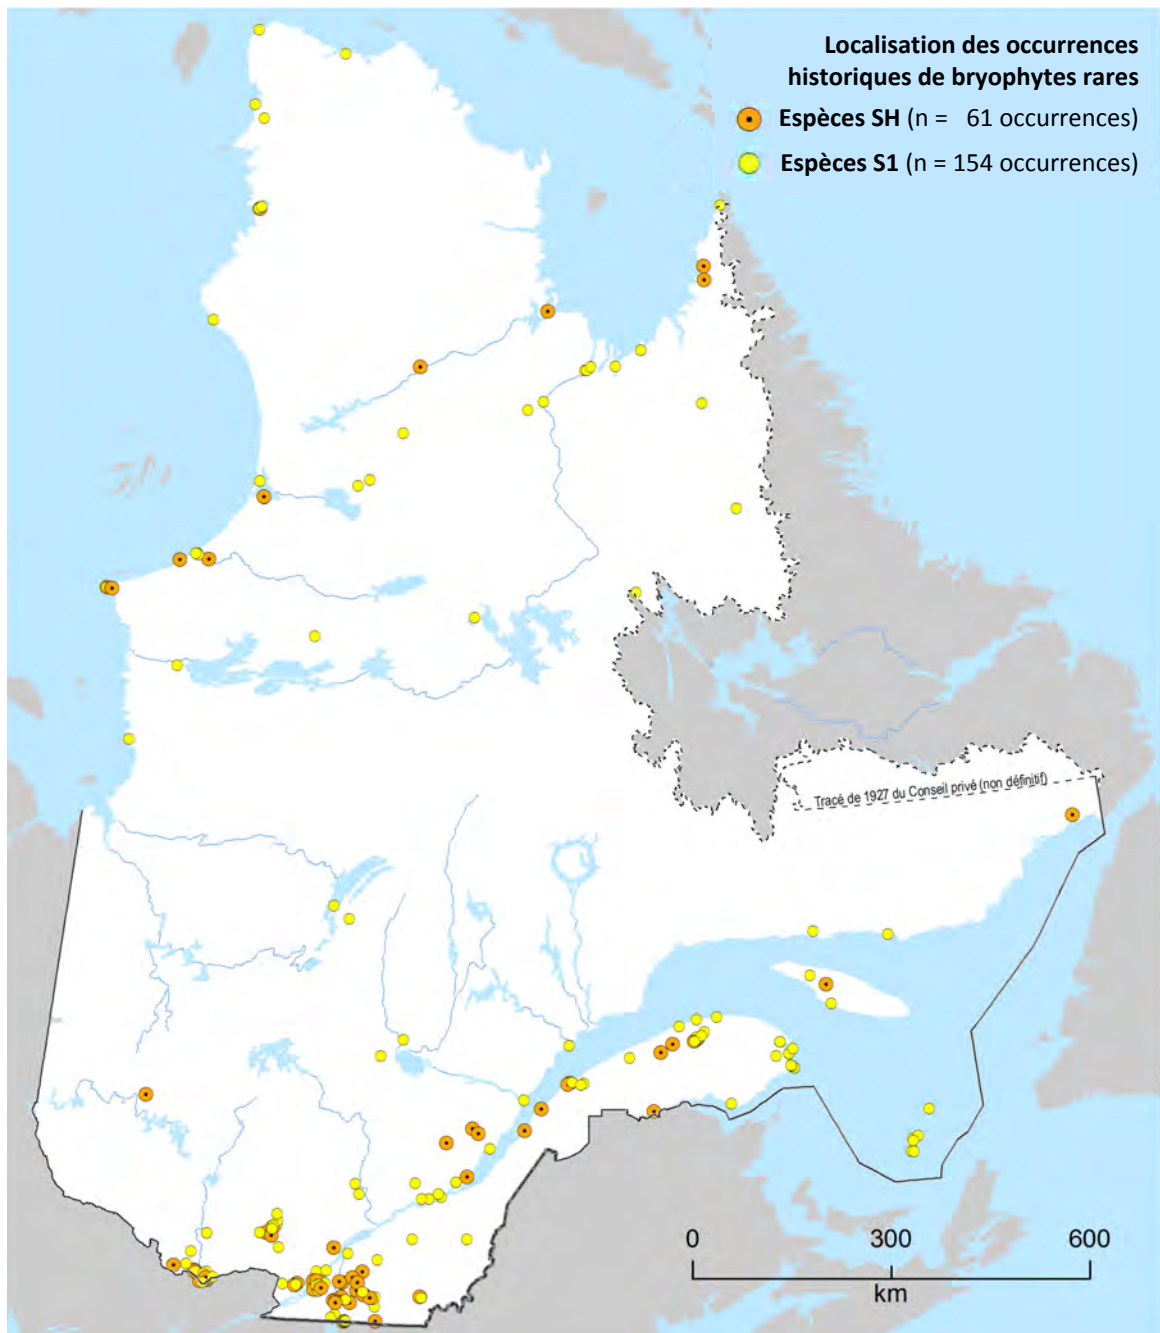 Localisation des occurrences
historiques de bryophytes rares
Espèces SH (n = 61 occurrences)
Espèces S1 (n = 154 occurrences)
Tracé de 1927 du Conseil privé (non définitif)
0 300 600
km